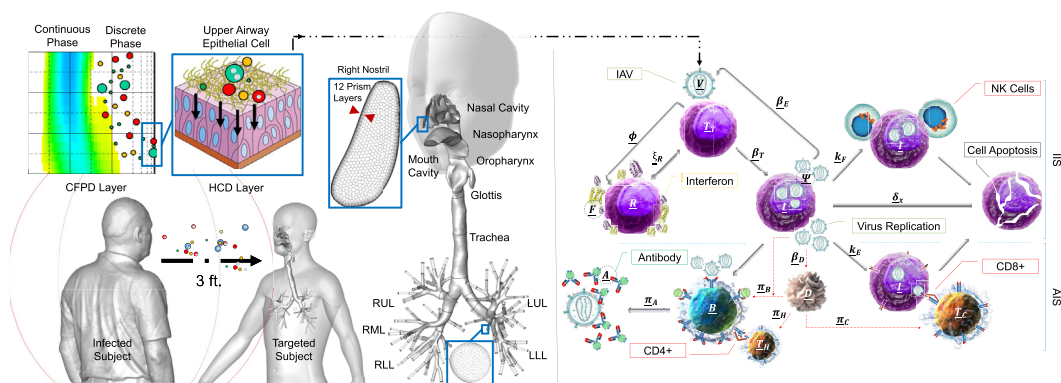 Continuous
Phase
Discrete
Phase
Upper Airway
Epithelial Cell
CFPD Layer
HCD Layer
3 ft.
Infected
Subject
Targeted
Subject
Right Nostril
12 Prism
Layers
Nasal Cavity
Nasopharynx
Mouth
Cavity
Oropharynx
Glottis
Trachea
RUL
LUL
RML
RLL
LLL
IAV
V
β_E
NK Cells
T_1
I
Cell Apoptosis
ϕ
ξ_R
β_T
k_F
Interferon
Ψ
F
R
I
δ_x
Virus Replication
IIS
Antibody
A
β_D
k_E
CD8+
π_B
I
π_A
B
D
π_H
π_C
T_C
CD4+
T_H
AIS